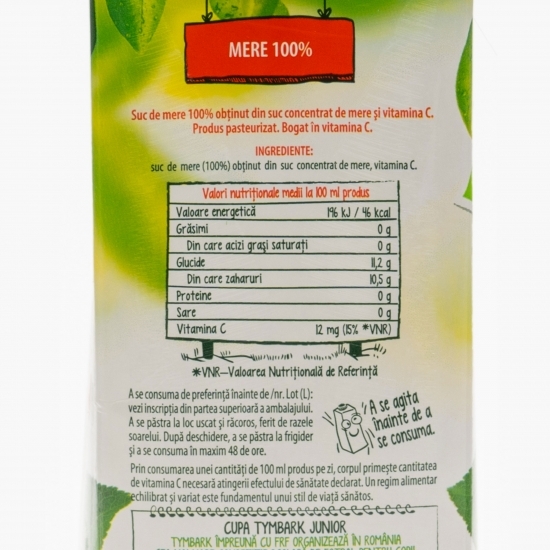 MERE 100%
Suc de mere 100% obținut din suc concentrat de mere și vitamina C.
Produs pasteurizat. Bogat în vitamina C.
INGREDIENTE:
suc de mere (100%) obținut din suc concentrat de mere, vitamina C.
Valori nutriționale medii la 100 ml produs
Valoare energetică 196 kJ / 46 kcal
Grăsimi 0 g
Din care acizi grași saturați 0 g
Glucide 11,2 g
Din care zaharuri 10,5 g
Proteine 0 g
Sare 0 g
Vitamina C 12 mg (15% *VNR)
*VNR–Valoarea Nutrițională de Referință
A se consuma de preferință înainte de /nr. Lot (L):
vezi inscripția din partea superioară a ambalajului.
A se păstra la loc uscat și răcoros, ferit de razele
soarelui. După deschidere, a se păstra la frigider
și a se consuma în maxim 48 de ore.
A se agita
înainte de a
se consuma.
Prin consumarea unei cantități de 100 ml produs pe zi, corpul primește cantitatea
de vitamina C necesară atingerii efectului de sănătate declarat. Un regim alimentar
echilibrat și variat este fundamentul unui stil de viață sănătos.
CUPA TYMBARK JUNIOR
TYMBARK ÎMPREUNĂ CU FRF ORGANIZEAZĂ ÎN ROMÂNIA